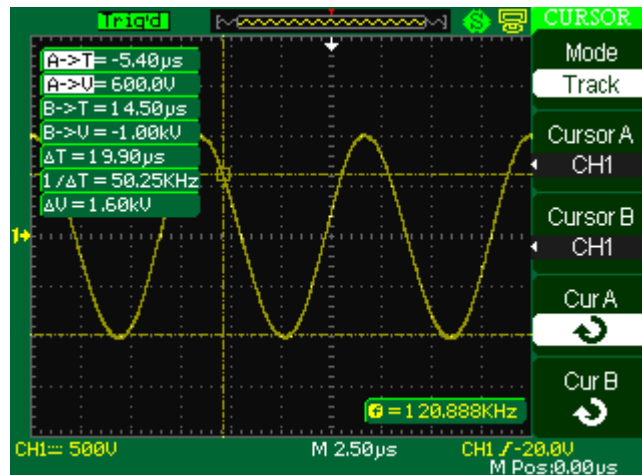 Trig'd
CURSOR
Mode
Track
Cursor A
CH1
Cursor B
CH1
Cur A
Cur B
A->T= -5.40µs
A->V= 600.0V
B->T=14.50µs
B->V= -1.00kV
ΔT=19.90µs
1/ΔT=50.25KHz
ΔV=1.60kV
1
f=120.888KHz
CH1 500V
M 2.50µs
CH1 -20.0V
M Pos:0.00µs